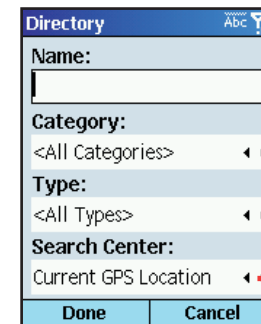 Directory Abc
Name:
Category:
<All Categories>
Type:
<All Types>
Search Center:
Current GPS Location
Done Cancel